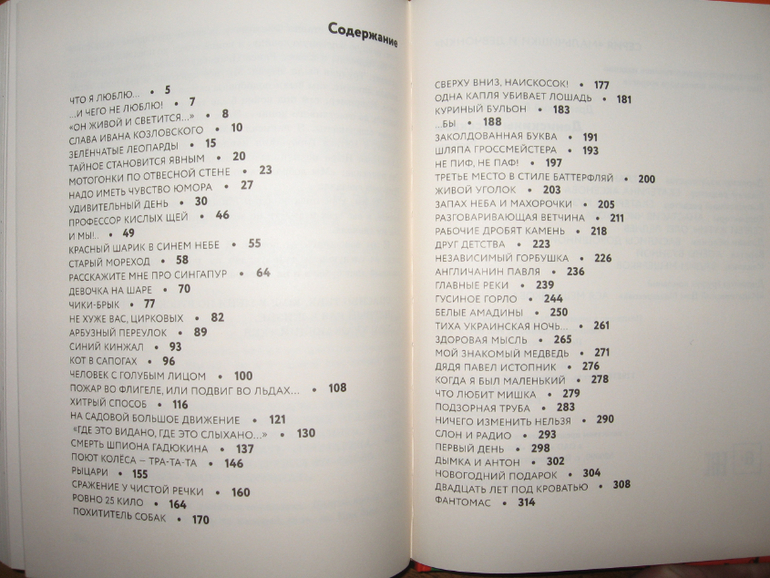 Содержание
ЧТО Я ЛЮБЛЮ... • 5
...И ЧЕГО НЕ ЛЮБЛЮ! • 7
«ОН ЖИВОЙ И СВЕТИТСЯ...» • 8
СЛАВА ИВАНА КОЗЛОВСКОГО • 10
ЗЕЛЁНЧАТЫЕ ЛЕОПАРДЫ • 15
ТАЙНОЕ СТАНОВИТСЯ ЯВНЫМ • 20
МОТОГОНКИ ПО ОТВЕСНОЙ СТЕНЕ • 23
НАДО ИМЕТЬ ЧУВСТВО ЮМОРА • 27
УДИВИТЕЛЬНЫЙ ДЕНЬ • 30
ПРОФЕССОР КИСЛЫХ ЩЕЙ • 46
И МЫ!.. • 49
КРАСНЫЙ ШАРИК В СИНЕМ НЕБЕ • 55
СТАРЫЙ МОРЕХОД • 58
РАССКАЖИТЕ МНЕ ПРО СИНГАПУР • 64
ДЕВОЧКА НА ШАРЕ • 70
ЧИКИ-БРЫК • 77
НЕ ХУЖЕ ВАС, ЦИРКОВЫХ • 82
АРБУЗНЫЙ ПЕРЕУЛОК • 89
СИНИЙ КИНЖАЛ • 93
КОТ В САПОГАХ • 96
ЧЕЛОВЕК С ГОЛУБЫМ ЛИЦОМ • 100
ПОЖАР ВО ФЛИГЕЛЕ, ИЛИ ПОДВИГ ВО ЛЬДАХ... • 108
ХИТРЫЙ СПОСОБ • 116
НА САДОВОЙ БОЛЬШОЕ ДВИЖЕНИЕ • 121
«ГДЕ ЭТО ВИДАНО, ГДЕ ЭТО СЛЫХАНО...» • 130
СМЕРТЬ ШПИОНА ГАДЮКИНА • 137
ПОЮТ КОЛЁСА — ТРА-ТА-ТА • 146
РЫЦАРИ • 155
СРАЖЕНИЕ У ЧИСТОЙ РЕЧКИ • 160
РОВНО 25 КИЛО • 164
ПОХИТИТЕЛЬ СОБАК • 170
СВЕРХУ ВНИЗ, НАИСКОСОК! • 177
ОДНА КАПЛЯ УБИВАЕТ ЛОШАДЬ • 181
КУРИНЫЙ БУЛЬОН • 183
...БЫ • 188
ЗАКОЛДОВАННАЯ БУКВА • 191
ШЛЯПА ГРОССМЕЙСТЕРА • 193
НЕ ПИФ, НЕ ПАФ! • 197
ТРЕТЬЕ МЕСТО В СТИЛЕ БАТТЕРФЛЯЙ • 200
ЖИВОЙ УГОЛОК • 203
ЗАПАХ НЕБА И МАХОРОЧКИ • 205
РАЗГОВАРИВАЮЩАЯ ВЕТЧИНА • 211
РАБОЧИЕ ДРОБЯТ КАМЕНЬ • 218
ДРУГ ДЕТСТВА • 223
НЕЗАВИСИМЫЙ ГОРБУШКА • 226
АНГЛИЧАНИН ПАВЛЯ • 236
ГЛАВНЫЕ РЕКИ • 239
ГУСИНОЕ ГОРЛО • 244
БЕЛЫЕ АМАДИНЫ • 250
ТИХА УКРАИНСКАЯ НОЧЬ... • 261
ЗДОРОВАЯ МЫСЛЬ • 265
МОЙ ЗНАКОМЫЙ МЕДВЕДЬ • 271
ДЯДЯ ПАВЕЛ ИСТОПНИК • 276
КОГДА Я БЫЛ МАЛЕНЬКИЙ • 278
ЧТО ЛЮБИТ МИШКА • 279
ПОДЗОРНАЯ ТРУБА • 283
НИЧЕГО ИЗМЕНИТЬ НЕЛЬЗЯ • 290
СЛОН И РАДИО • 293
ПЕРВЫЙ ДЕНЬ • 298
ДЫМКА И АНТОН • 302
НОВОГОДНИЙ ПОДАРОК • 304
ДВАДЦАТЬ ЛЕТ ПОД КРОВАТЬЮ • 308
ФАНТОМАС • 314